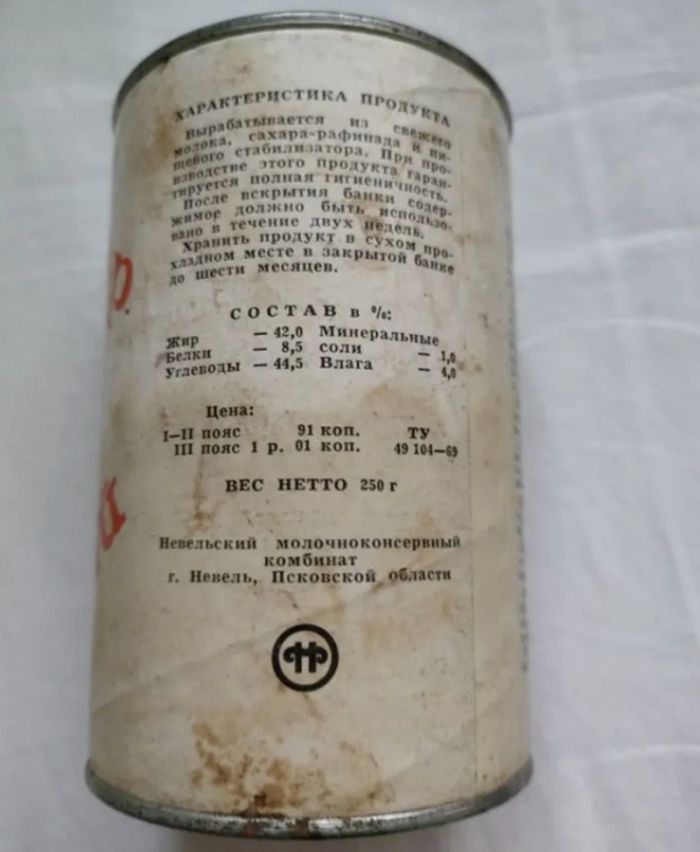 ХАРАКТЕРИСТИКА ПРОДУКТА
Вырабатывается из свежего
молока, сахара-рафинада и пи-
щевого стабилизатора. При про-
изводстве этого продукта гаран-
тируется полная гигиеничность.
После вскрытия банки содер-
жимое должно быть использо-
вано в течение двух недель.
Хранить продукт в сухом про-
хладном месте в закрытой банке
до шести месяцев.
СОСТАВ в %:
Жир — 42,0 Минеральные
Белки — 8,5 соли — 1,0
Углеводы — 44,5 Влага — 4,0
Цена:
I—II пояс 91 коп. ТУ
III пояс 1 р. 01 коп. 49 104—69
ВЕС НЕТТО 250 г
Невельский молочноконсервный
комбинат
г. Невель, Псковской области